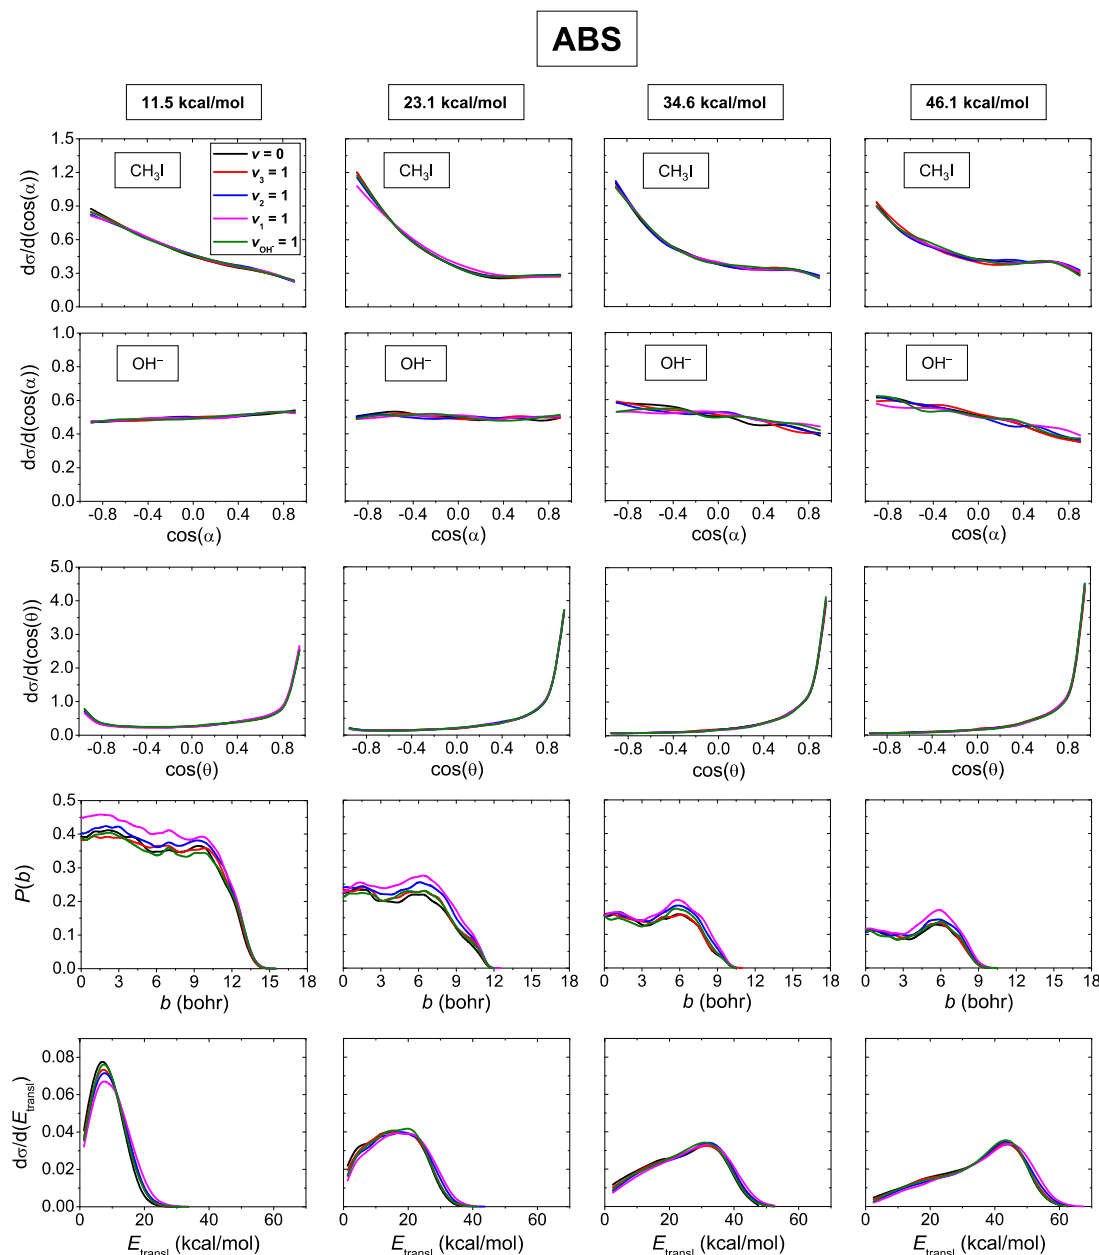 ABS
11.5 kcal/mol 23.1 kcal/mol 34.6 kcal/mol 46.1 kcal/mol
dσ/d(cos(α))
1.5
1.2
0.9
0.6
0.3
0.0
CH₃I
v = 0
v₃ = 1
v₂ = 1
v₁ = 1
v_OH⁻ = 1
CH₃I
CH₃I
CH₃I
dσ/d(cos(α))
1.0
0.8
0.6
0.4
0.2
0.0
OH⁻
OH⁻
OH⁻
OH⁻
-0.8 -0.4 0.0 0.4 0.8 -0.8 -0.4 0.0 0.4 0.8 -0.8 -0.4 0.0 0.4 0.8 -0.8 -0.4 0.0 0.4 0.8
cos(α) cos(α) cos(α) cos(α)
dσ/d(cos(θ))
5.0
4.0
3.0
2.0
1.0
0.0
-0.8 -0.4 0.0 0.4 0.8 -0.8 -0.4 0.0 0.4 0.8 -0.8 -0.4 0.0 0.4 0.8 -0.8 -0.4 0.0 0.4 0.8
cos(θ) cos(θ) cos(θ) cos(θ)
P(b)
0.5
0.4
0.3
0.2
0.1
0.0
0 3 6 9 12 15 18 0 3 6 9 12 15 18 0 3 6 9 12 15 18 0 3 6 9 12 15 18
b (bohr) b (bohr) b (bohr) b (bohr)
dσ/d(E_transl)
0.08
0.06
0.04
0.02
0.00
0 20 40 60 0 20 40 60 0 20 40 60 0 20 40 60
E_transl (kcal/mol) E_transl (kcal/mol) E_transl (kcal/mol) E_transl (kcal/mol)